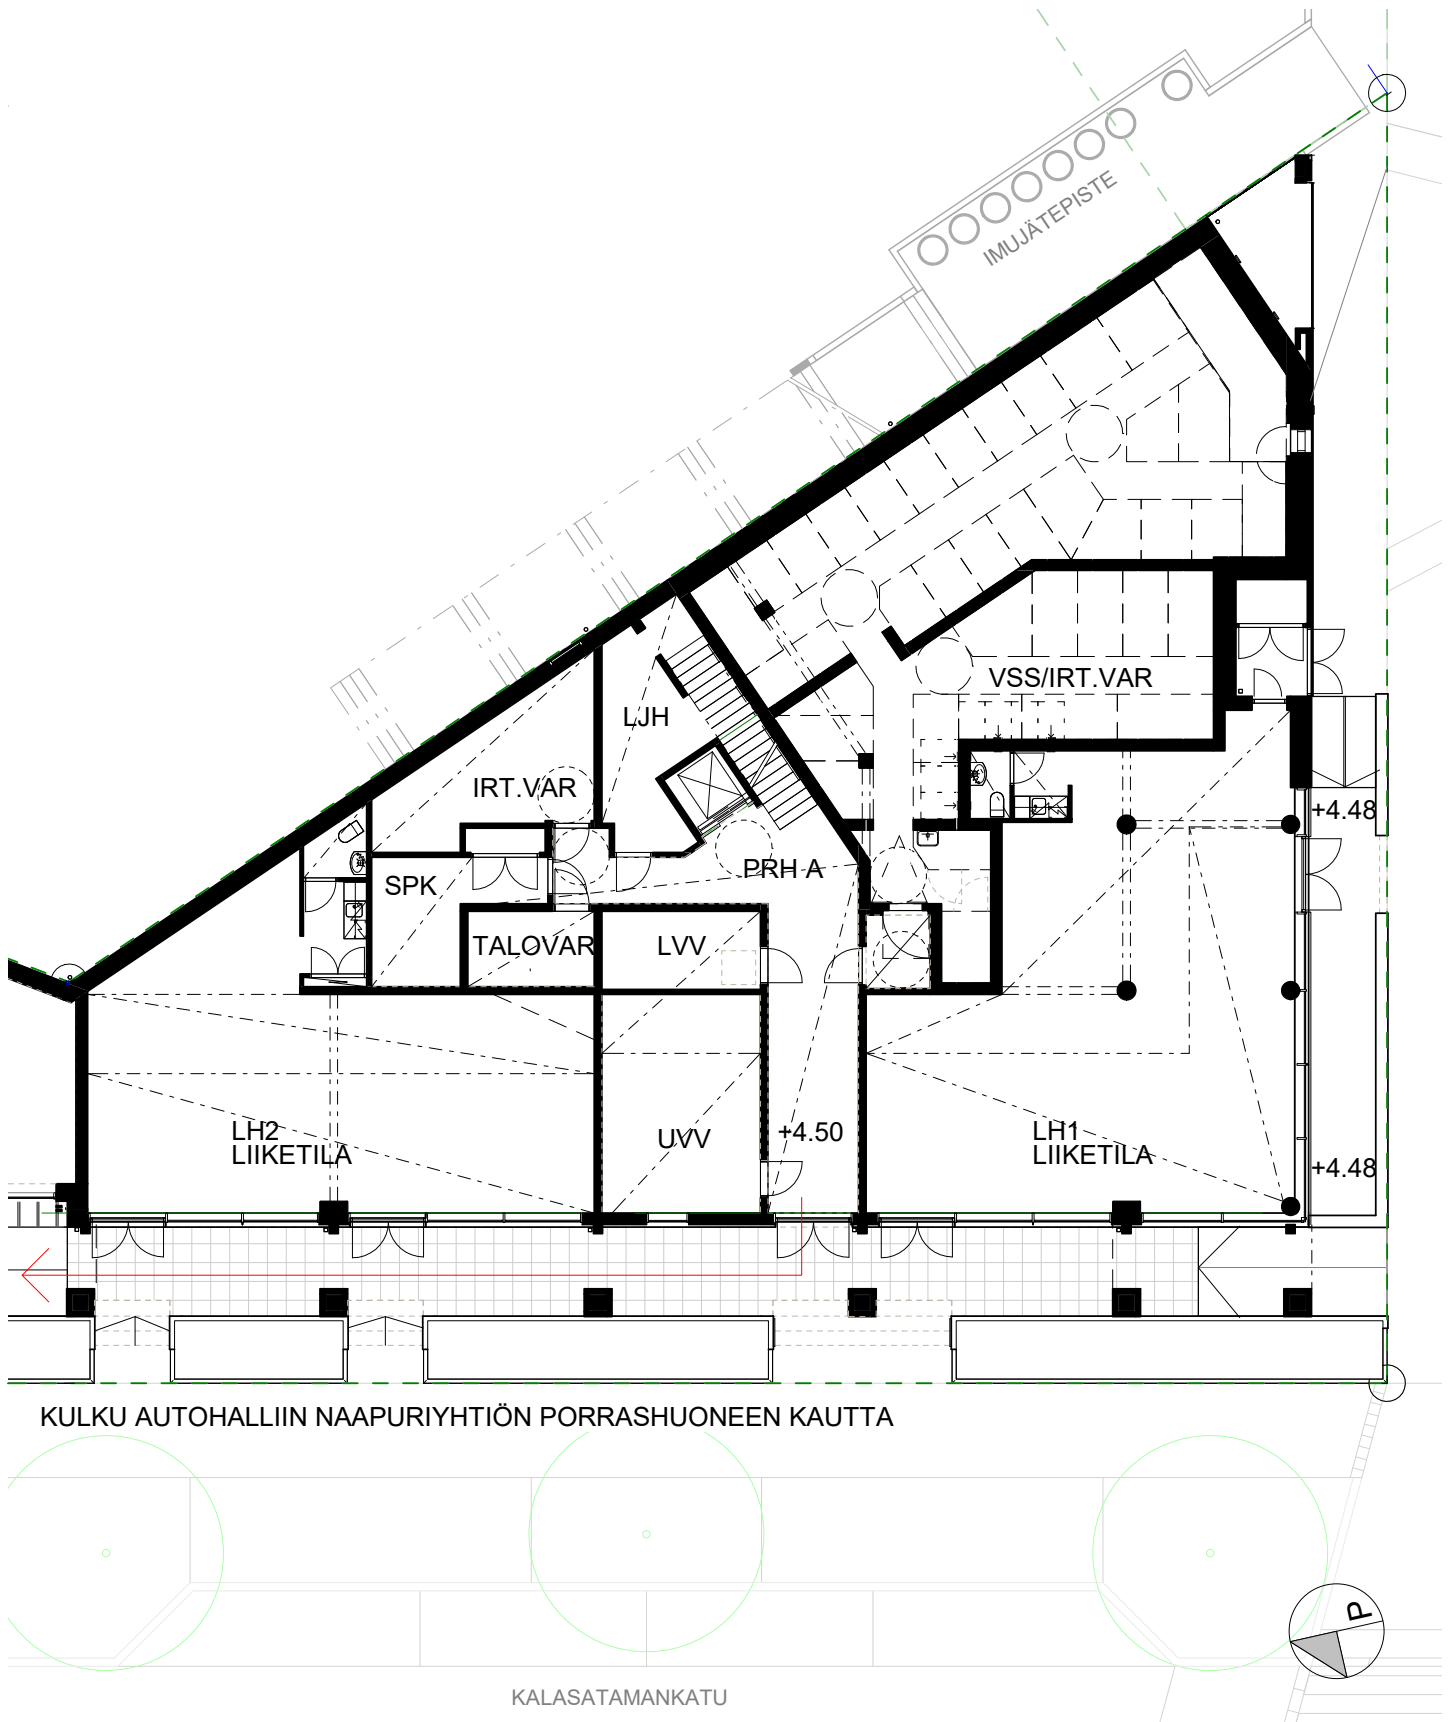 IMUJÄTEPISTE
VSS/IRT.VAR
LJH
IRT.VAR
+4.48
PRH A
SPK
TALOVAR
LVV
LH2
LIIKETILA
UVV
+4.50
LH1
LIIKETILA
+4.48
KULKU AUTOHALLIIN NAAPURIYHTIÖN PORRASHUONEEN KAUTTA
P
KALASATAMANKATU